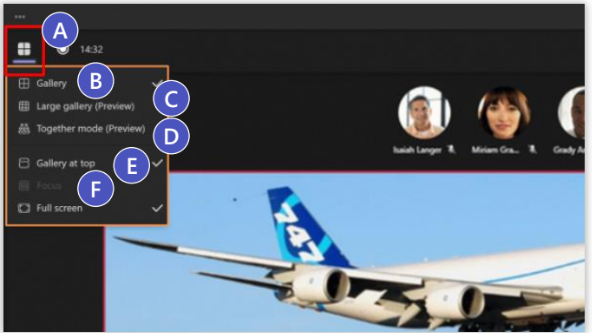 ...
A
14:32
Gallery
B
Large gallery (Preview)
C
Together mode (Preview)
D
Gallery at top
E
Focus
F
Full screen
Isaiah Langer
Miriam Gra...
Grady
747